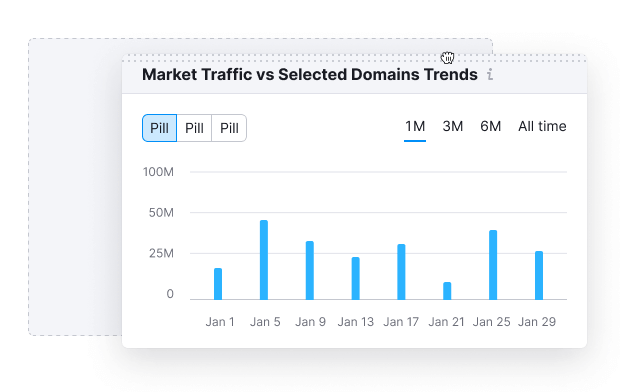 Market Traffic vs Selected Domains Trends i
Pill Pill Pill 1M 3M 6M All time
100M
50M
25M
0
Jan 1 Jan 5 Jan 9 Jan 13 Jan 17 Jan 21 Jan 25 Jan 29